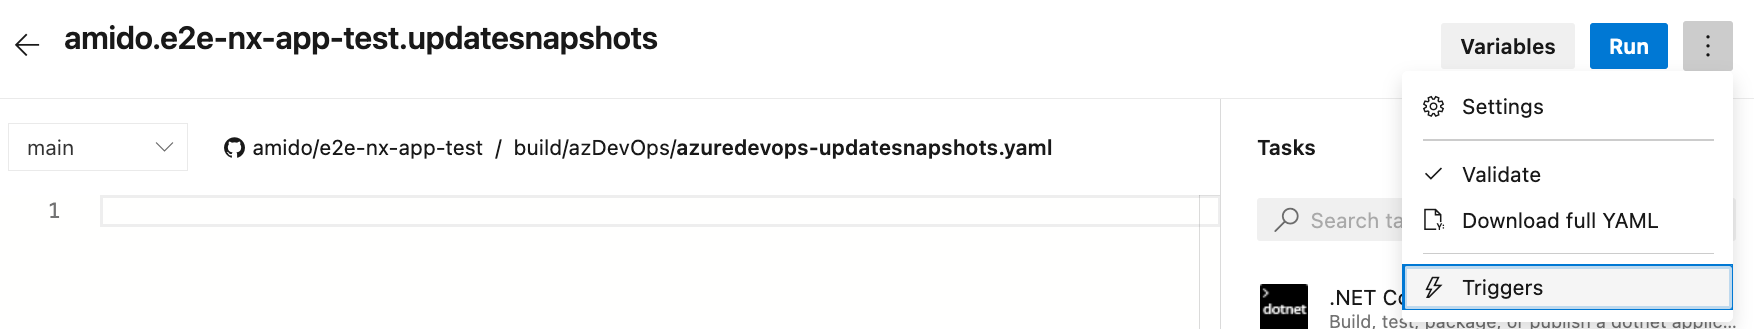 amido.e2e-nx-app-test.updatesnapshots
Variables
Run
Settings
main
amido/e2e-nx-app-test / build/azDevOps/azuredevops-updatesnapshots.yaml
Tasks
Validate
1
Search ta
Download full YAML
Triggers
dotnet
.NET Co
Build, test, package, or publish a dotnet applic...